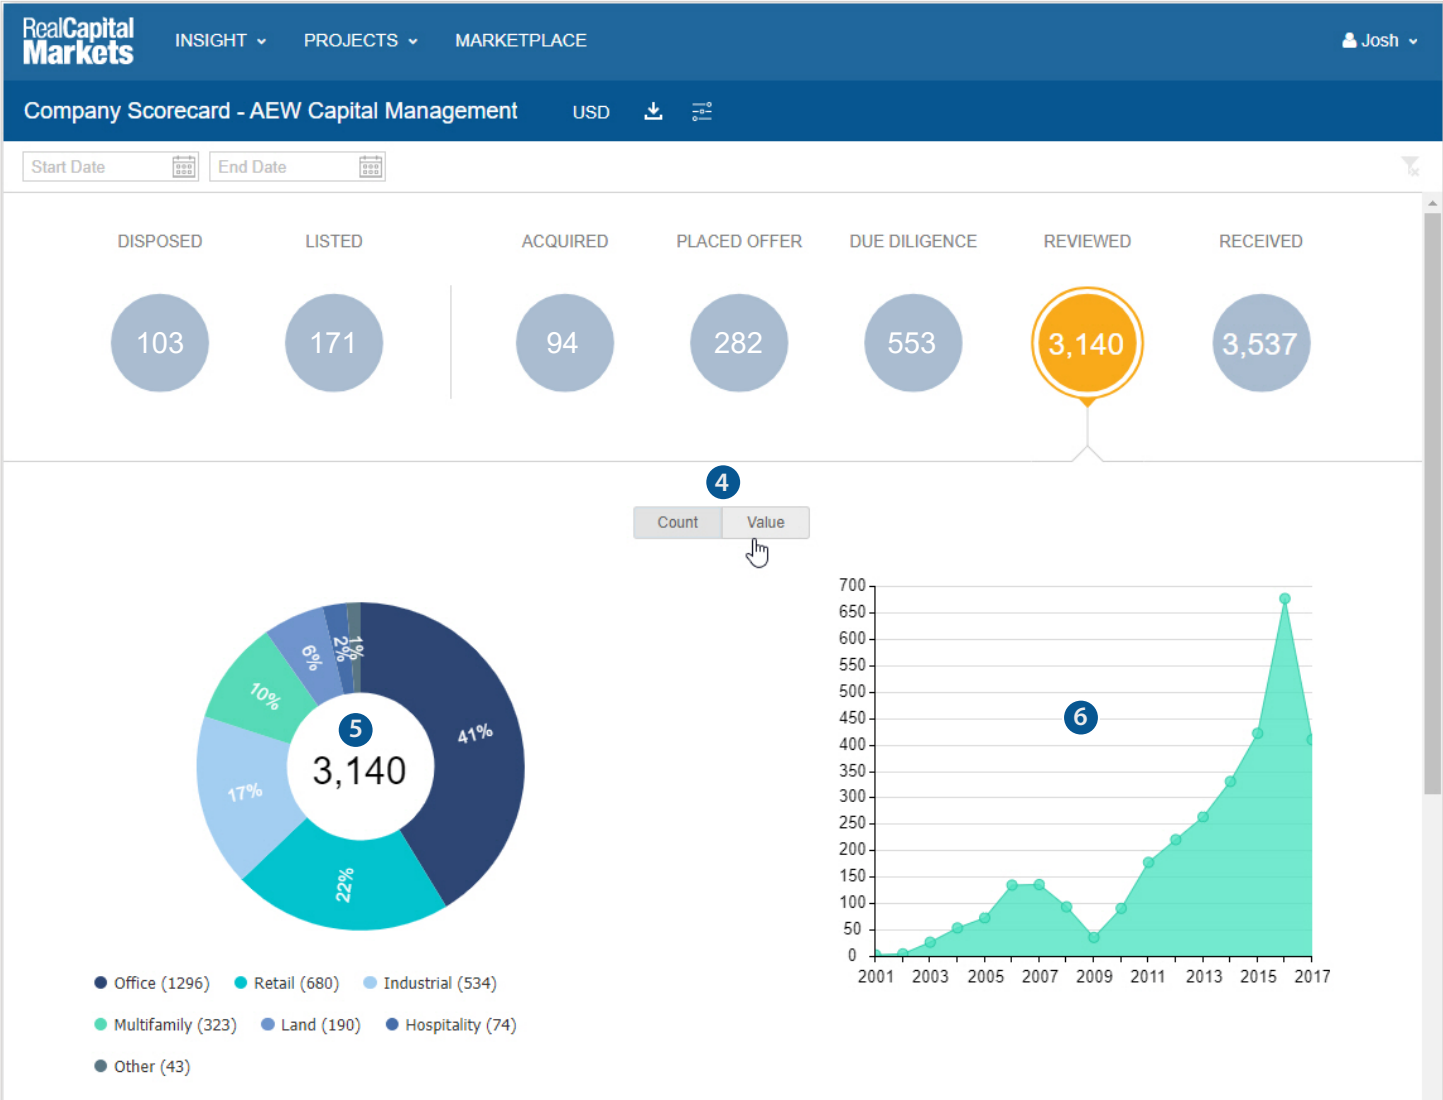 RealCapital
Markets
INSIGHT PROJECTS MARKETPLACE Josh
Company Scorecard - AEW Capital Management USD
Start Date End Date
DISPOSED LISTED ACQUIRED PLACED OFFER DUE DILIGENCE REVIEWED RECEIVED
103 171 94 282 553 3,140 3,537
4
Count Value
41%
22%
17%
10%
6%
2%
1%
5
3,140
Office (1296) Retail (680) Industrial (534)
Multifamily (323) Land (190) Hospitality (74)
Other (43)
700
650
600
550
500
450
400
350
300
250
200
150
100
50
0
6
2001 2003 2005 2007 2009 2011 2013 2015 2017